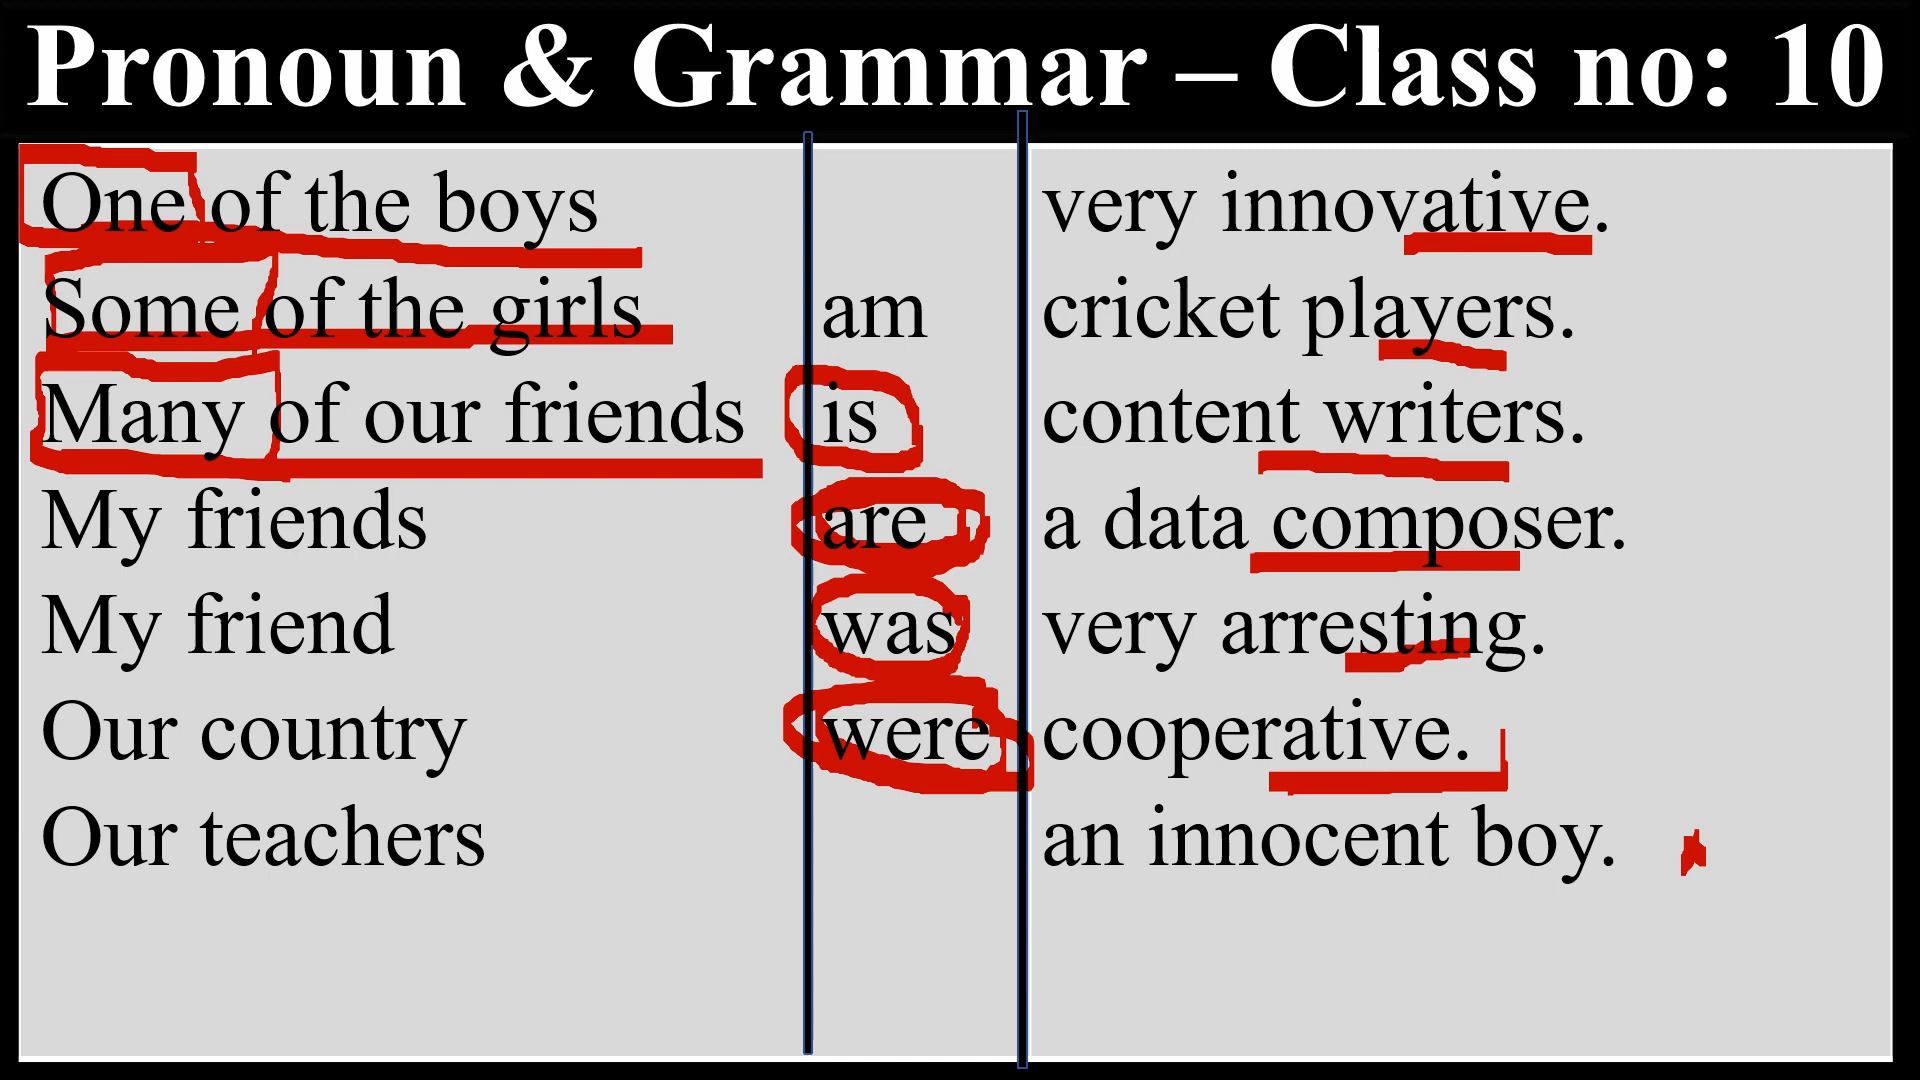 Pronoun & Grammar – Class no: 10
One of the boys very innovative.
Some of the girls am cricket players.
Many of our friends is content writers.
My friends are a data composer.
My friend was very arresting.
Our country were cooperative.
Our teachers an innocent boy.